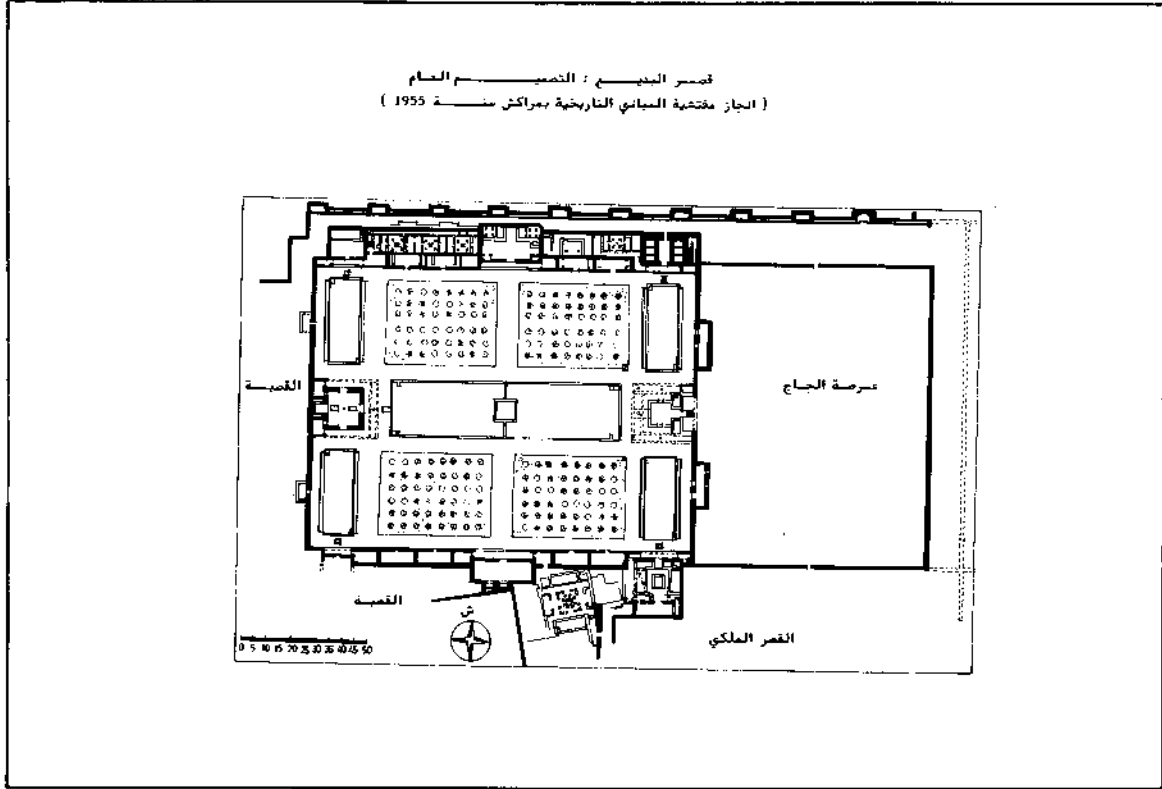 قصر البديع : التصميم العام
( انجاز مفتشية المباني التاريخية بمراكش سنة 1955 )
القصبة
عرصة الحاج
القصبة
ش
القصر الملكي
0 5 10 15 20 25 30 35 40 45 50